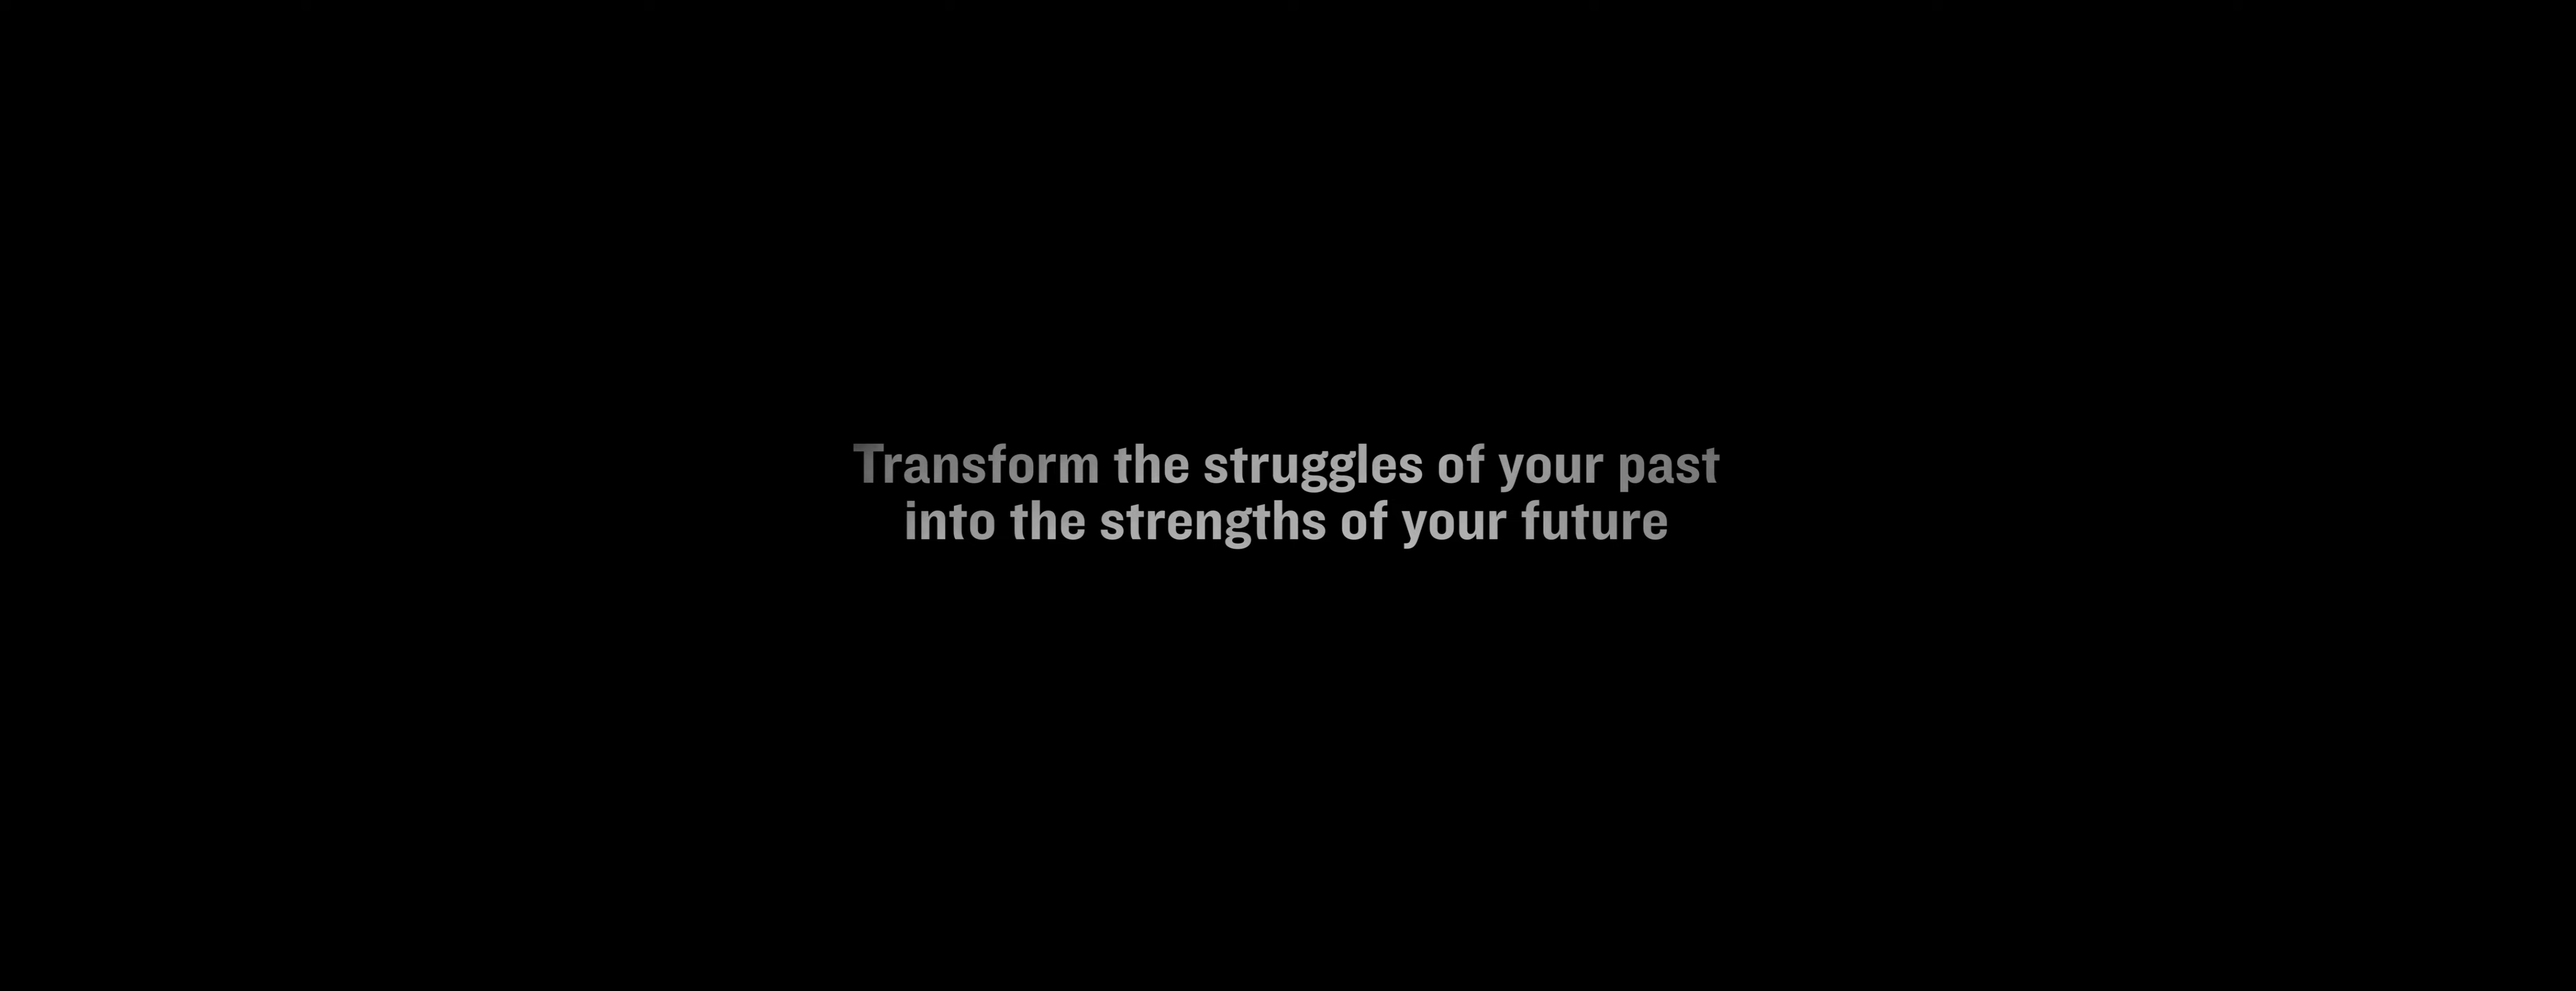 Transform the struggles of your past
into the strengths of your future